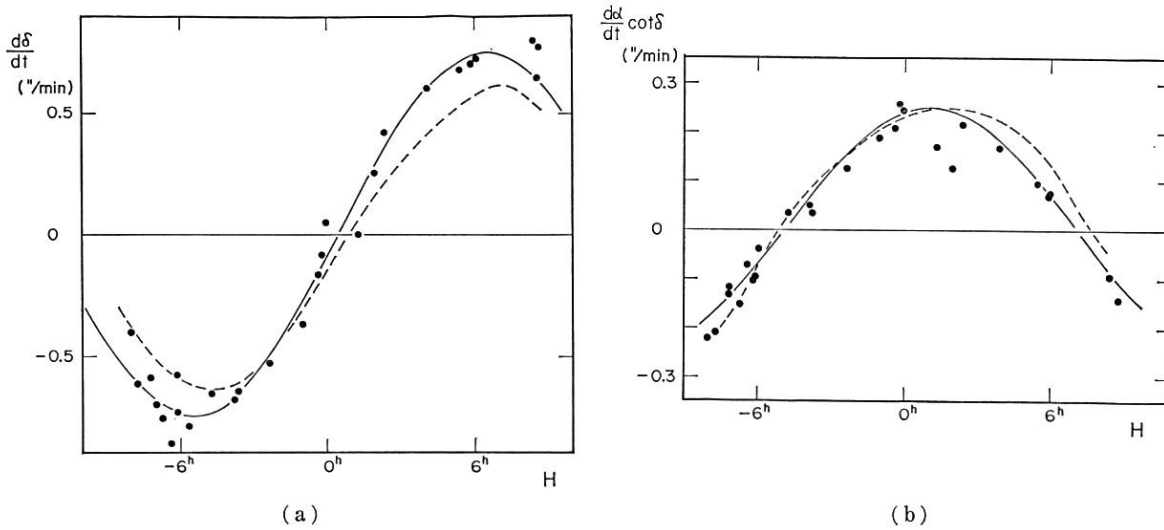 dδ/dt
("/min)
0.5
0
-0.5
-6ʰ
0ʰ
6ʰ
H
(a)
dα/dt cotδ
("/min)
0.3
0
-0.3
-6ʰ
0ʰ
6ʰ
H
(b)